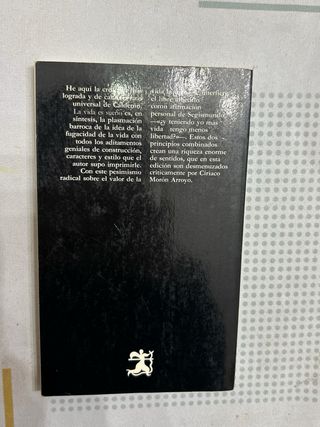 He aquí la
lograda y de
universal de Calderón.
La vida es sueño es, en
síntesis, la plasmación
barroca de la idea de la
fugacidad de la vida con
todos los aditamentos
geniales de construcción,
caracteres y estilo que el
autor supo imprimirle.
Con este pesimismo
radical sobre el valor de la
vida
el libre albedrío
como afirmación
personal de Segismundo
—«¿y teniendo yo más
vida tengo menos
libertad?»—. Estos dos
principios combinados
crean una riqueza enorme
de sentidos, que en esta
edición son desmenuzados
críticamente por Ciriaco
Morón Arroyo.